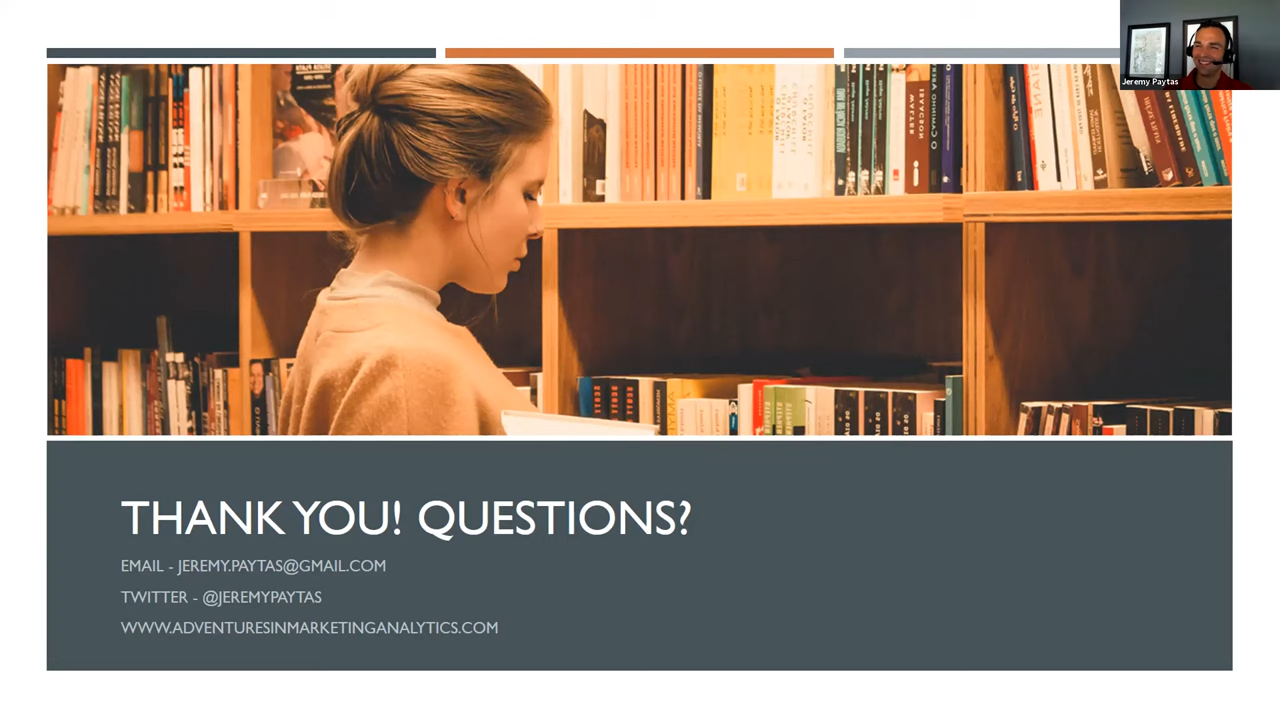 Jeremy Paytas
THANK YOU! QUESTIONS?
EMAIL - JEREMY.PAYTAS@GMAIL.COM
TWITTER - @JEREMYPAYTAS
WWW.ADVENTURESINMARKETINGANALYTICS.COM